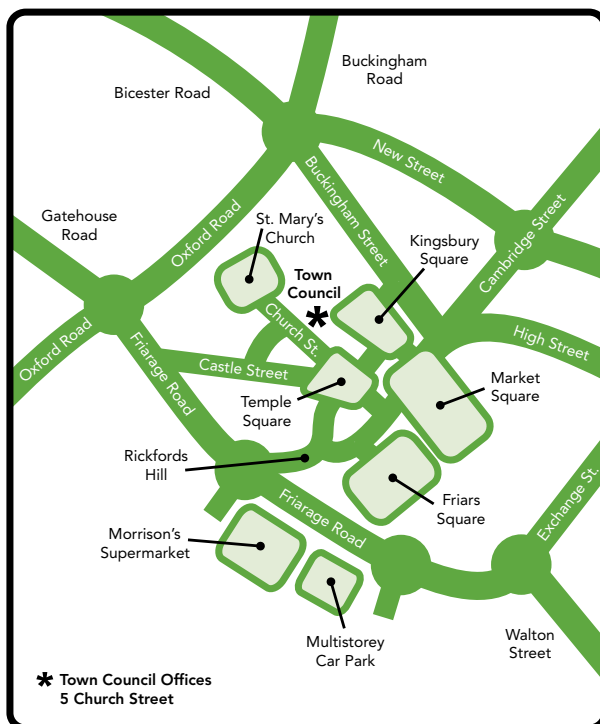 Buckingham
Road
Bicester Road
New Street
Buckingham Street
Cambridge Street
Gatehouse
Road
Oxford Road
St. Mary's
Church
Kingsbury
Square
Town
Council
*
Church St.
High Street
Oxford Road
Friarage Road
Castle Street
Temple
Square
Market
Square
Rickfords
Hill
Friars
Square
Exchange St.
Friarage Road
Morrison's
Supermarket
Multistorey
Car Park
Walton
Street
* Town Council Offices
5 Church Street